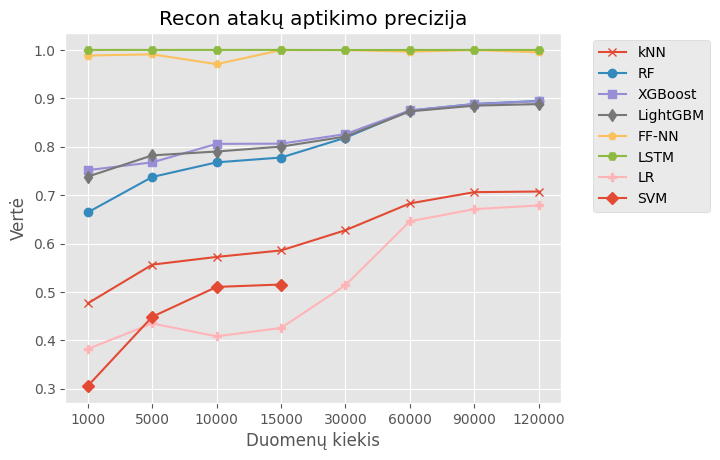 Recon atakų aptikimo precizija
Vertė
1.0
0.9
0.8
0.7
0.6
0.5
0.4
0.3
1000 5000 10000 15000 30000 60000 90000 120000
Duomenų kiekis
kNN
RF
XGBoost
LightGBM
FF-NN
LSTM
LR
SVM